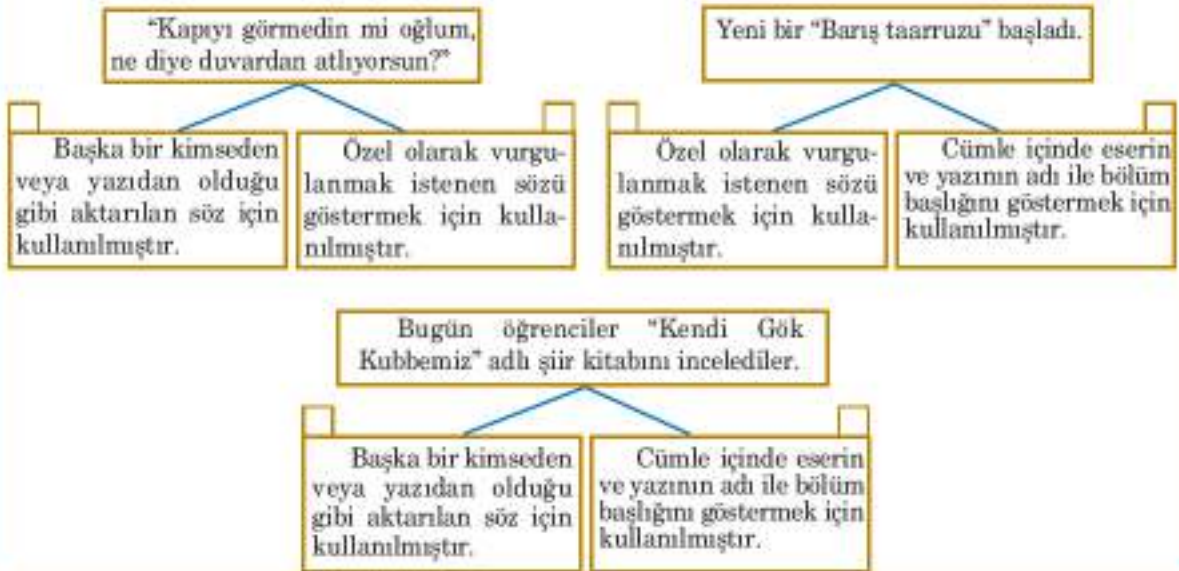 "Kapıyı görmedin mi oğlum,
ne diye duvardan atlıyorsun?"
Yeni bir "Barış taarruzu" başladı.
Başka bir kimseden
veya yazıdan olduğu
gibi aktarılan söz için
kullanılmıştır.
Özel olarak vurgu-
lanmak istenen sözü
göstermek için kulla-
nılmıştır.
Özel olarak vurgu-
lanmak istenen sözü
göstermek için kulla-
nılmıştır.
Cümle içinde eserin
ve yazının adı ile bölüm
başlığını göstermek için
kullanılmıştır.
Bugün öğrenciler "Kendi Gök
Kubbemiz" adlı şiir kitabını incelediler.
Başka bir kimseden
veya yazıdan olduğu
gibi aktarılan söz için
kullanılmıştır.
Cümle içinde eserin
ve yazının adı ile bölüm
başlığını göstermek için
kullanılmıştır.